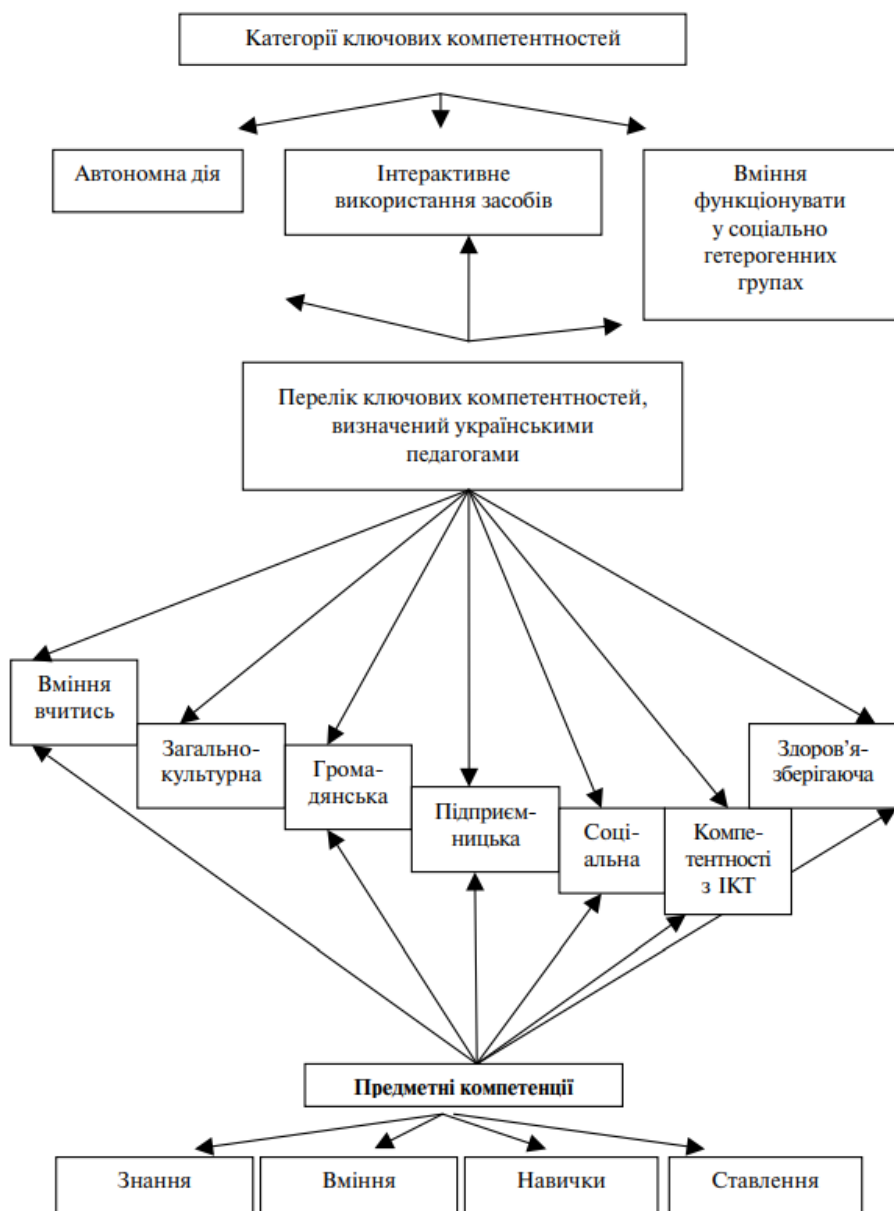 Категорії ключових компетентностей
Автономна дія
Інтерактивне
використання засобів
Вміння
функціонувати
у соціально
гетерогенних
групах
Перелік ключових компетентностей,
визначений українськими
педагогами
Вміння
вчитись
Загально-
культурна
Грома-
дянська
Підприєм-
ницька
Соці-
альна
Компе-
тентності
з ІКТ
Здоров’я-
зберігаюча
Предметні компетенції
Знання
Вміння
Навички
Ставлення